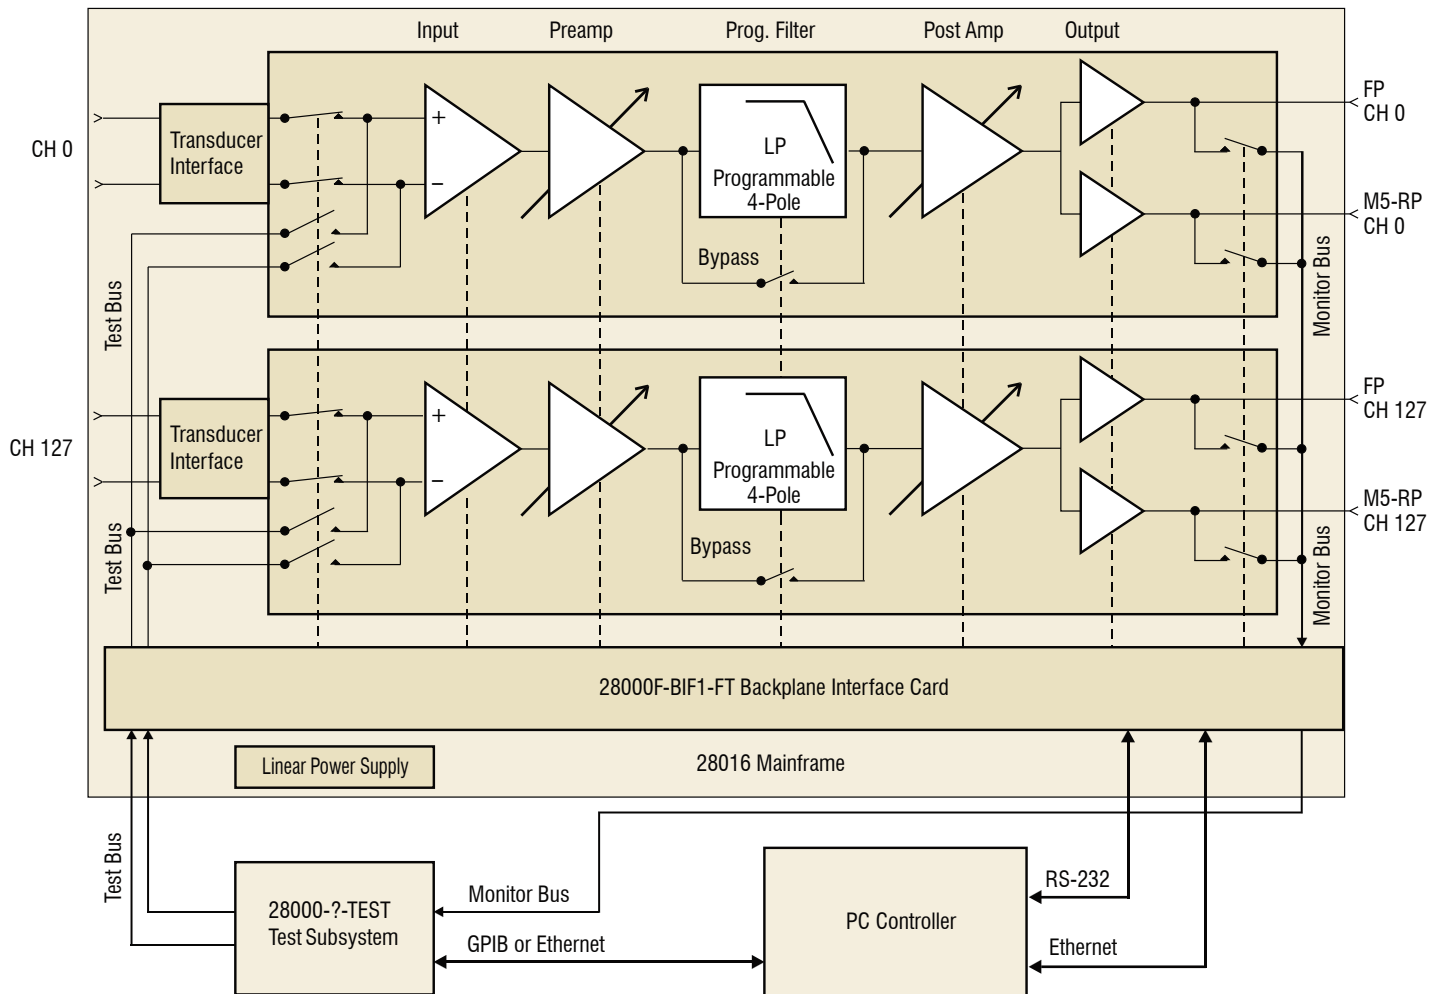 Input
Preamp
Prog. Filter
Post Amp
Output
CH 0
Transducer
Interface
+
−
LP
Programmable
4-Pole
Bypass
FP
CH 0
M5-RP
CH 0
Test Bus
Monitor Bus
CH 127
Transducer
Interface
+
−
LP
Programmable
4-Pole
Bypass
FP
CH 127
M5-RP
CH 127
Test Bus
Monitor Bus
28000F-BIF1-FT Backplane Interface Card
Linear Power Supply
28016 Mainframe
Test Bus
28000-?-TEST
Test Subsystem
Monitor Bus
GPIB or Ethernet
PC Controller
RS-232
Ethernet